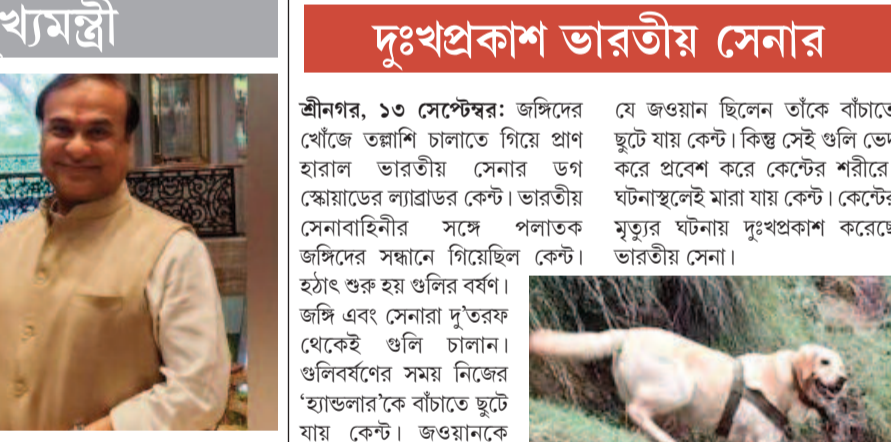 খ্যমন্ত্রী
দুঃখপ্রকাশ ভারতীয় সেনার
শ্রীনগর, ১৩ সেপ্টেম্বর: জঙ্গিদের
খোঁজে তল্লাশি চালাতে গিয়ে প্রাণ
হারাল ভারতীয় সেনার ডগ
স্কোয়াডের ল্যাব্রাডর কেন্ট। ভারতীয়
সেনাবাহিনীর সঙ্গে পলাতক
জঙ্গিদের সন্ধানে গিয়েছিল কেন্ট।
হঠাৎ শুরু হয় গুলির বর্ষণ।
জঙ্গি এবং সেনারা দু'তরফ
থেকেই গুলি চালান।
গুলিবর্ষণের সময় নিজের
‘হ্যান্ডলার’কে বাঁচাতে ছুটে
যায় কেন্ট। জওয়ানকে
যে জওয়ান ছিলেন তাঁকে বাঁচাতে
ছুটে যায় কেন্ট। কিন্তু সেই গুলি ভেদ
করে প্রবেশ করে কেন্টের শরীরে।
ঘটনাস্থলেই মারা যায় কেন্ট। কেন্টের
মৃত্যুর ঘটনায় দুঃখপ্রকাশ করেছে
ভারতীয় সেনা।